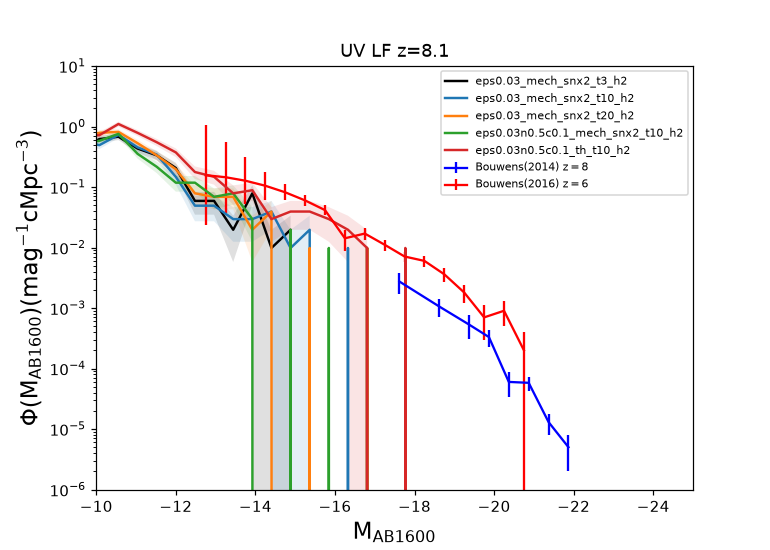 UV LF z=8.1
eps0.03_mech_snx2_t3_h2
eps0.03_mech_snx2_t10_h2
eps0.03_mech_snx2_t20_h2
eps0.03n0.5c0.1_mech_snx2_t10_h2
eps0.03n0.5c0.1_th_t10_h2
Bouwens(2014) z = 8
Bouwens(2016) z = 6
Φ(M_AB1600)(mag^−1cMpc^−3)
10^1
10^0
10^−1
10^−2
10^−3
10^−4
10^−5
10^−6
−10 −12 −14 −16 −18 −20 −22 −24
M_AB1600